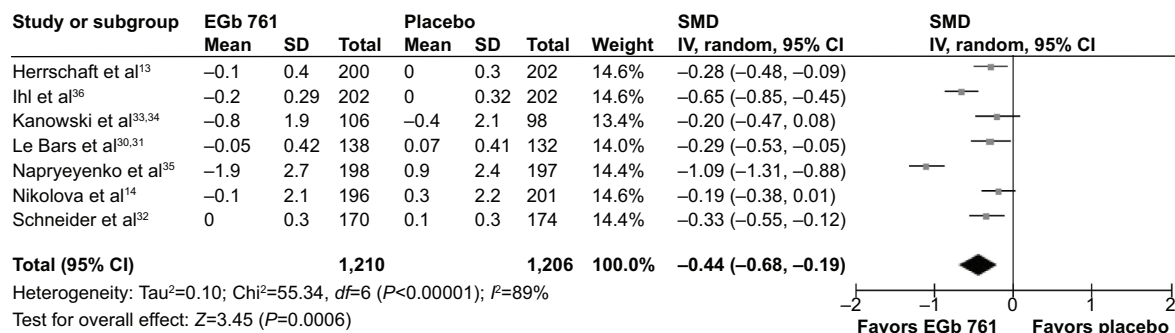 Study or subgroup EGb 761 Placebo SMD SMD
Mean SD Total Mean SD Total Weight IV, random, 95% CI IV, random, 95% CI
Herrschaft et al¹³ –0.1 0.4 200 0 0.3 202 14.6% –0.28 (–0.48, –0.09)
Ihl et al³⁶ –0.2 0.29 202 0 0.32 202 14.6% –0.65 (–0.85, –0.45)
Kanowski et al³³,³⁴ –0.8 1.9 106 –0.4 2.1 98 13.4% –0.20 (–0.47, 0.08)
Le Bars et al³⁰,³¹ –0.05 0.42 138 0.07 0.41 132 14.0% –0.29 (–0.53, –0.05)
Napryeyenko et al³⁵ –1.9 2.7 198 0.9 2.4 197 14.4% –1.09 (–1.31, –0.88)
Nikolova et al¹⁴ –0.1 2.1 196 0.3 2.2 201 14.6% –0.19 (–0.38, 0.01)
Schneider et al³² 0 0.3 170 0.1 0.3 174 14.4% –0.33 (–0.55, –0.12)
Total (95% CI) 1,210 1,206 100.0% –0.44 (–0.68, –0.19)
Heterogeneity: Tau²=0.10; Chi²=55.34, df=6 (P<0.00001); I²=89%
Test for overall effect: Z=3.45 (P=0.0006)
–2 –1 0 1 2
Favors EGb 761 Favors placebo